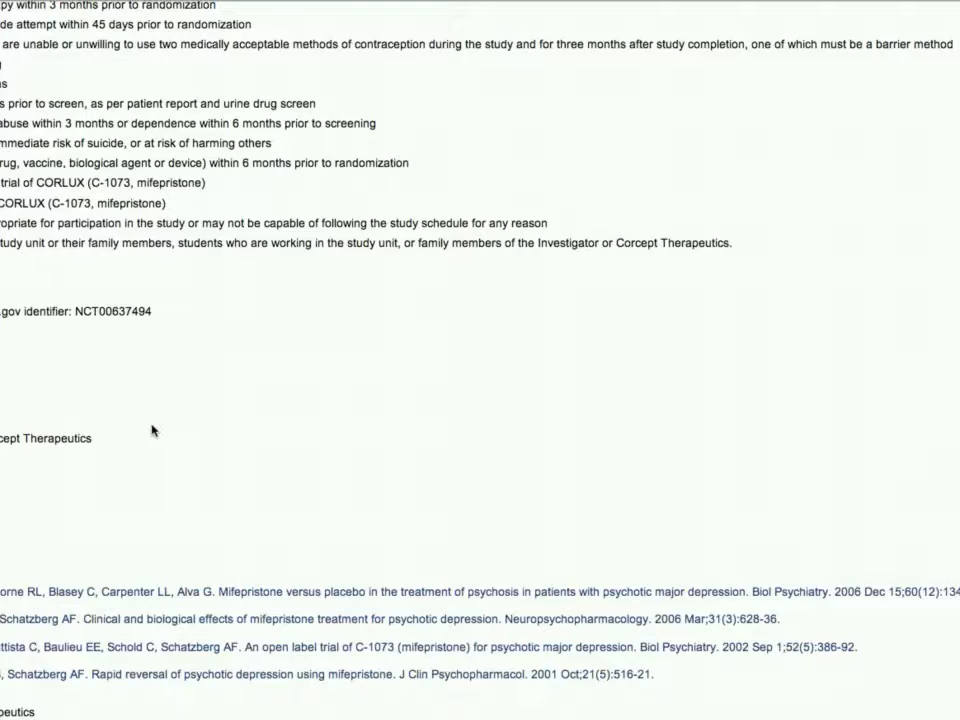 py within 3 months prior to randomization
de attempt within 45 days prior to randomization
are unable or unwilling to use two medically acceptable methods of contraception during the study and for three months after study completion, one of which must be a barrier method
s prior to screen, as per patient report and urine drug screen
abuse within 3 months or dependence within 6 months prior to screening
mmediate risk of suicide, or at risk of harming others
rug, vaccine, biological agent or device) within 6 months prior to randomization
trial of CORLUX (C-1073, mifepristone)
CORLUX (C-1073, mifepristone)
opriate for participation in the study or may not be capable of following the study schedule for any reason
tudy unit or their family members, students who are working in the study unit, or family members of the Investigator or Corcept Therapeutics.
.gov identifier: NCT00637494
cept Therapeutics
orne RL, Blasey C, Carpenter LL, Alva G. Mifepristone versus placebo in the treatment of psychosis in patients with psychotic major depression. Biol Psychiatry. 2006 Dec 15;60(12):134
Schatzberg AF. Clinical and biological effects of mifepristone treatment for psychotic depression. Neuropsychopharmacology. 2006 Mar;31(3):628-36.
ttista C, Baulieu EE, Schold C, Schatzberg AF. An open label trial of C-1073 (mifepristone) for psychotic major depression. Biol Psychiatry. 2002 Sep 1;52(5):386-92.
, Schatzberg AF. Rapid reversal of psychotic depression using mifepristone. J Clin Psychopharmacol. 2001 Oct;21(5):516-21.
peutics